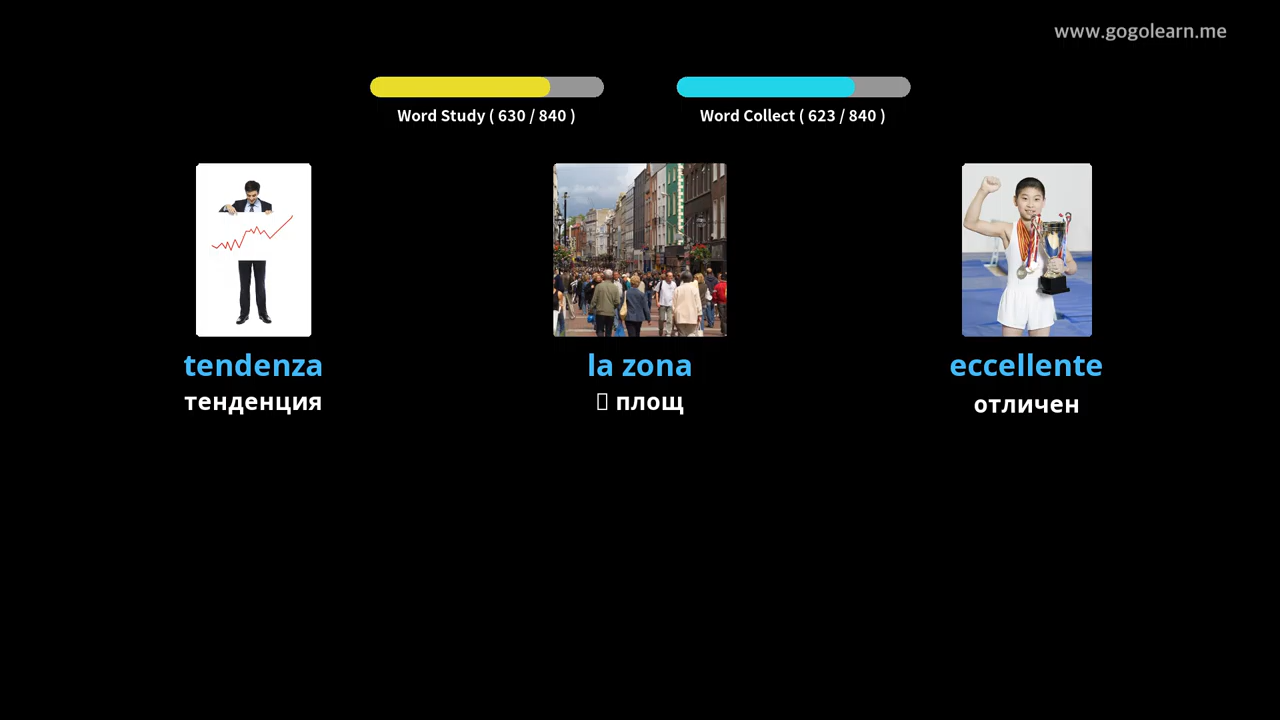 www.gogolearn.me
Word Study ( 630 / 840 )
Word Collect ( 623 / 840 )
tendenza
la zona
eccellente
тенденция
площ
отличен